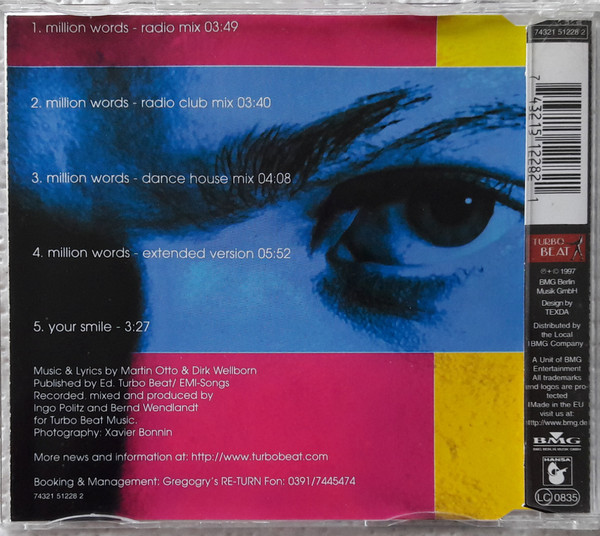 1. million words - radio mix 03:49
2. million words - radio club mix 03:40
3. million words - dance house mix 04:08
4. million words - extended version 05:52
5. your smile - 3:27
Music & Lyrics by Martin Otto & Dirk Wellborn
Published by Ed. Turbo Beat/ EMI-Songs
Recorded. mixed and produced by
Ingo Politz and Bernd Wendlandt
for Turbo Beat Music.
Photography: Xavier Bonnin
More news and information at: http://www.turbobeat.com
Booking & Management: Gregogry's RE-TURN Fon: 0391/7445474
74321 51228 2
74321 51228 2
7 43215 12282 1
TURBO
BEAT
℗ + © 1997
BMG Berlin
Musik GmbH
Design by
TEXDA
Distributed by
the Local
BMG Company
A Unit of BMG
Entertainment
All trademarks
and logos are pro-
tected
Made in the EU
visit us at:
http://www.bmg.de
BMG
HANSA
LC 0835